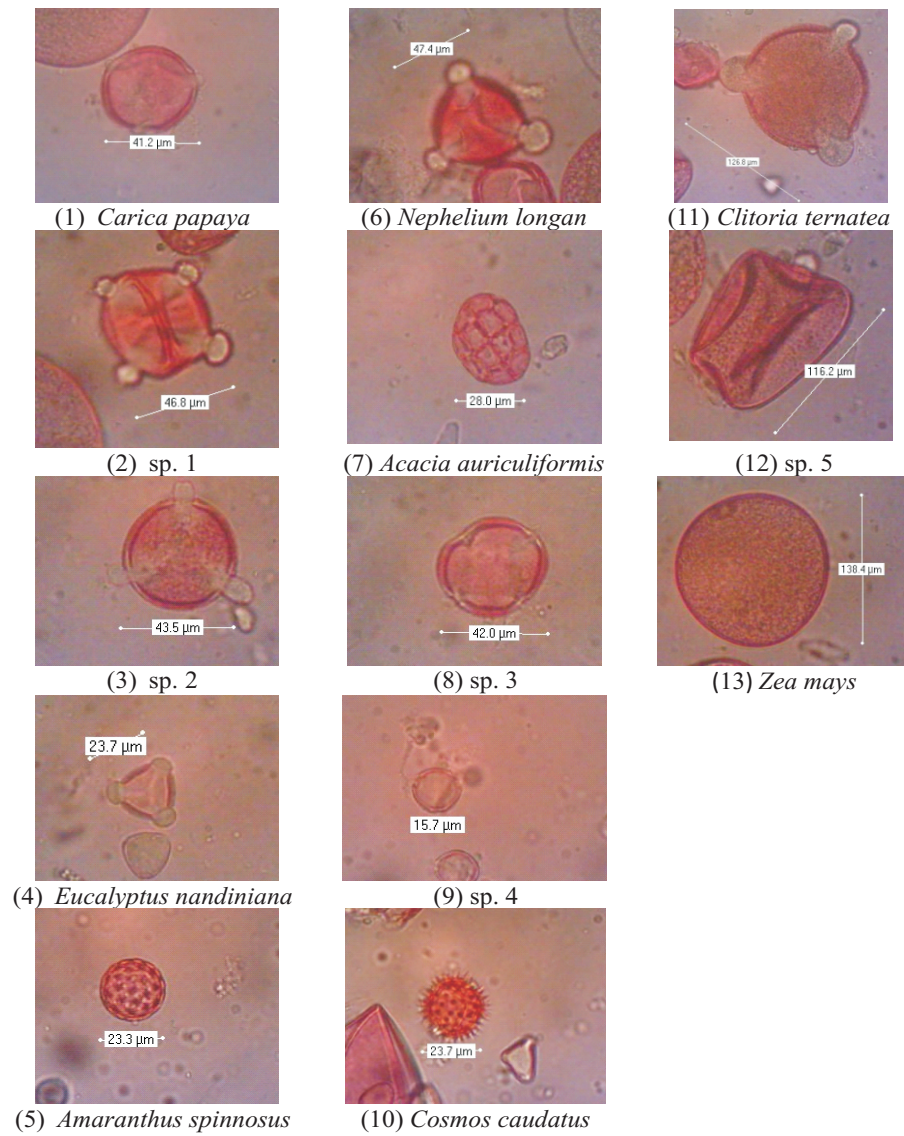 41.2 µm
47.4 µm
126.8 µm
(1) Carica papaya
(6) Nephelium longan
(11) Clitoria ternatea
46.8 µm
28.0 µm
116.2 µm
(2) sp. 1
(7) Acacia auriculiformis
(12) sp. 5
43.5 µm
42.0 µm
138.4 µm
(3) sp. 2
(8) sp. 3
(13) Zea mays
23.7 µm
15.7 µm
(4) Eucalyptus nandiniana
(9) sp. 4
23.3 µm
23.7 µm
(5) Amaranthus spinnosus
(10) Cosmos caudatus